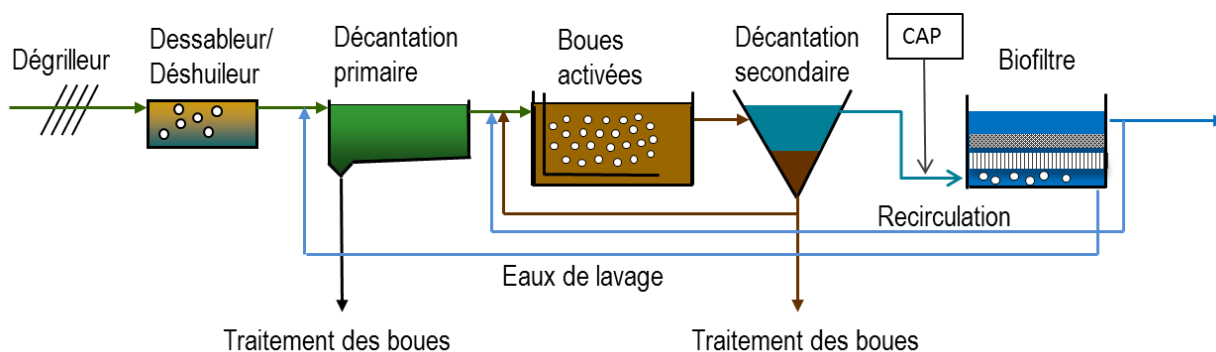 Dégrilleur
Dessableur/
Déshuileur
Décantation
primaire
Boues
activées
Décantation
secondaire
CAP
Biofiltre
Recirculation
Eaux de lavage
Traitement des boues
Traitement des boues